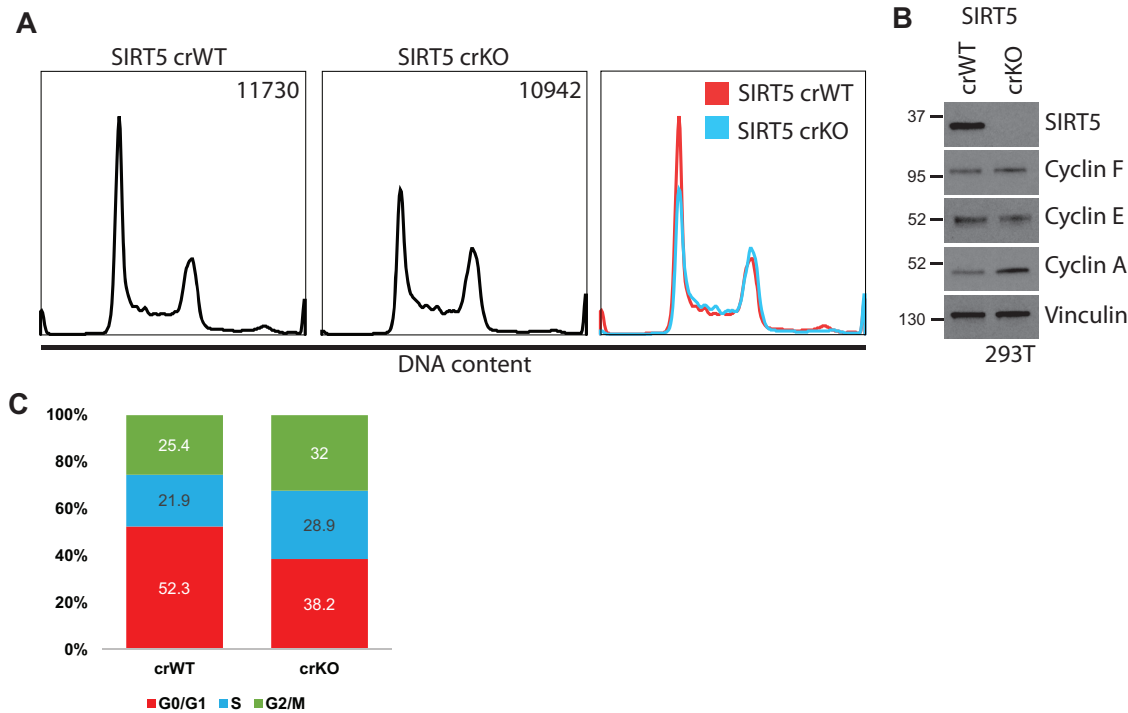 A
SIRT5 crWT
11730
SIRT5 crKO
10942
SIRT5 crWT
SIRT5 crKO
DNA content
B
SIRT5
crWT
crKO
37
SIRT5
95
Cyclin F
52
Cyclin E
52
Cyclin A
130
Vinculin
293T
C
100%
80%
60%
40%
20%
0%
25.4
21.9
52.3
32
28.9
38.2
crWT
crKO
G0/G1 S G2/M